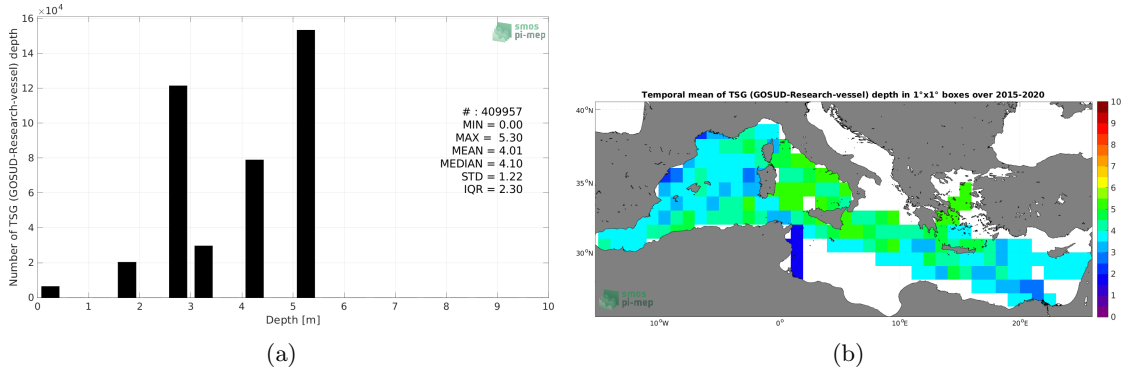 ×10⁴
16
14
12
10
8
6
4
2
0
Number of TSG (GOSUD-Research-vessel) depth
smos
pi-mep
# : 409957
MIN = 0.00
MAX = 5.30
MEAN = 4.01
MEDIAN = 4.10
STD = 1.22
IQR = 2.30
0 1 2 3 4 5 6 7 8 9 10
Depth [m]
(a)
Temporal mean of TSG (GOSUD-Research-vessel) depth in 1°x1° boxes over 2015-2020
40°N
35°N
30°N
10°W 0° 10°E 20°E
smos
pi-mep
10
9
8
7
6
5
4
3
2
1
0
(b)